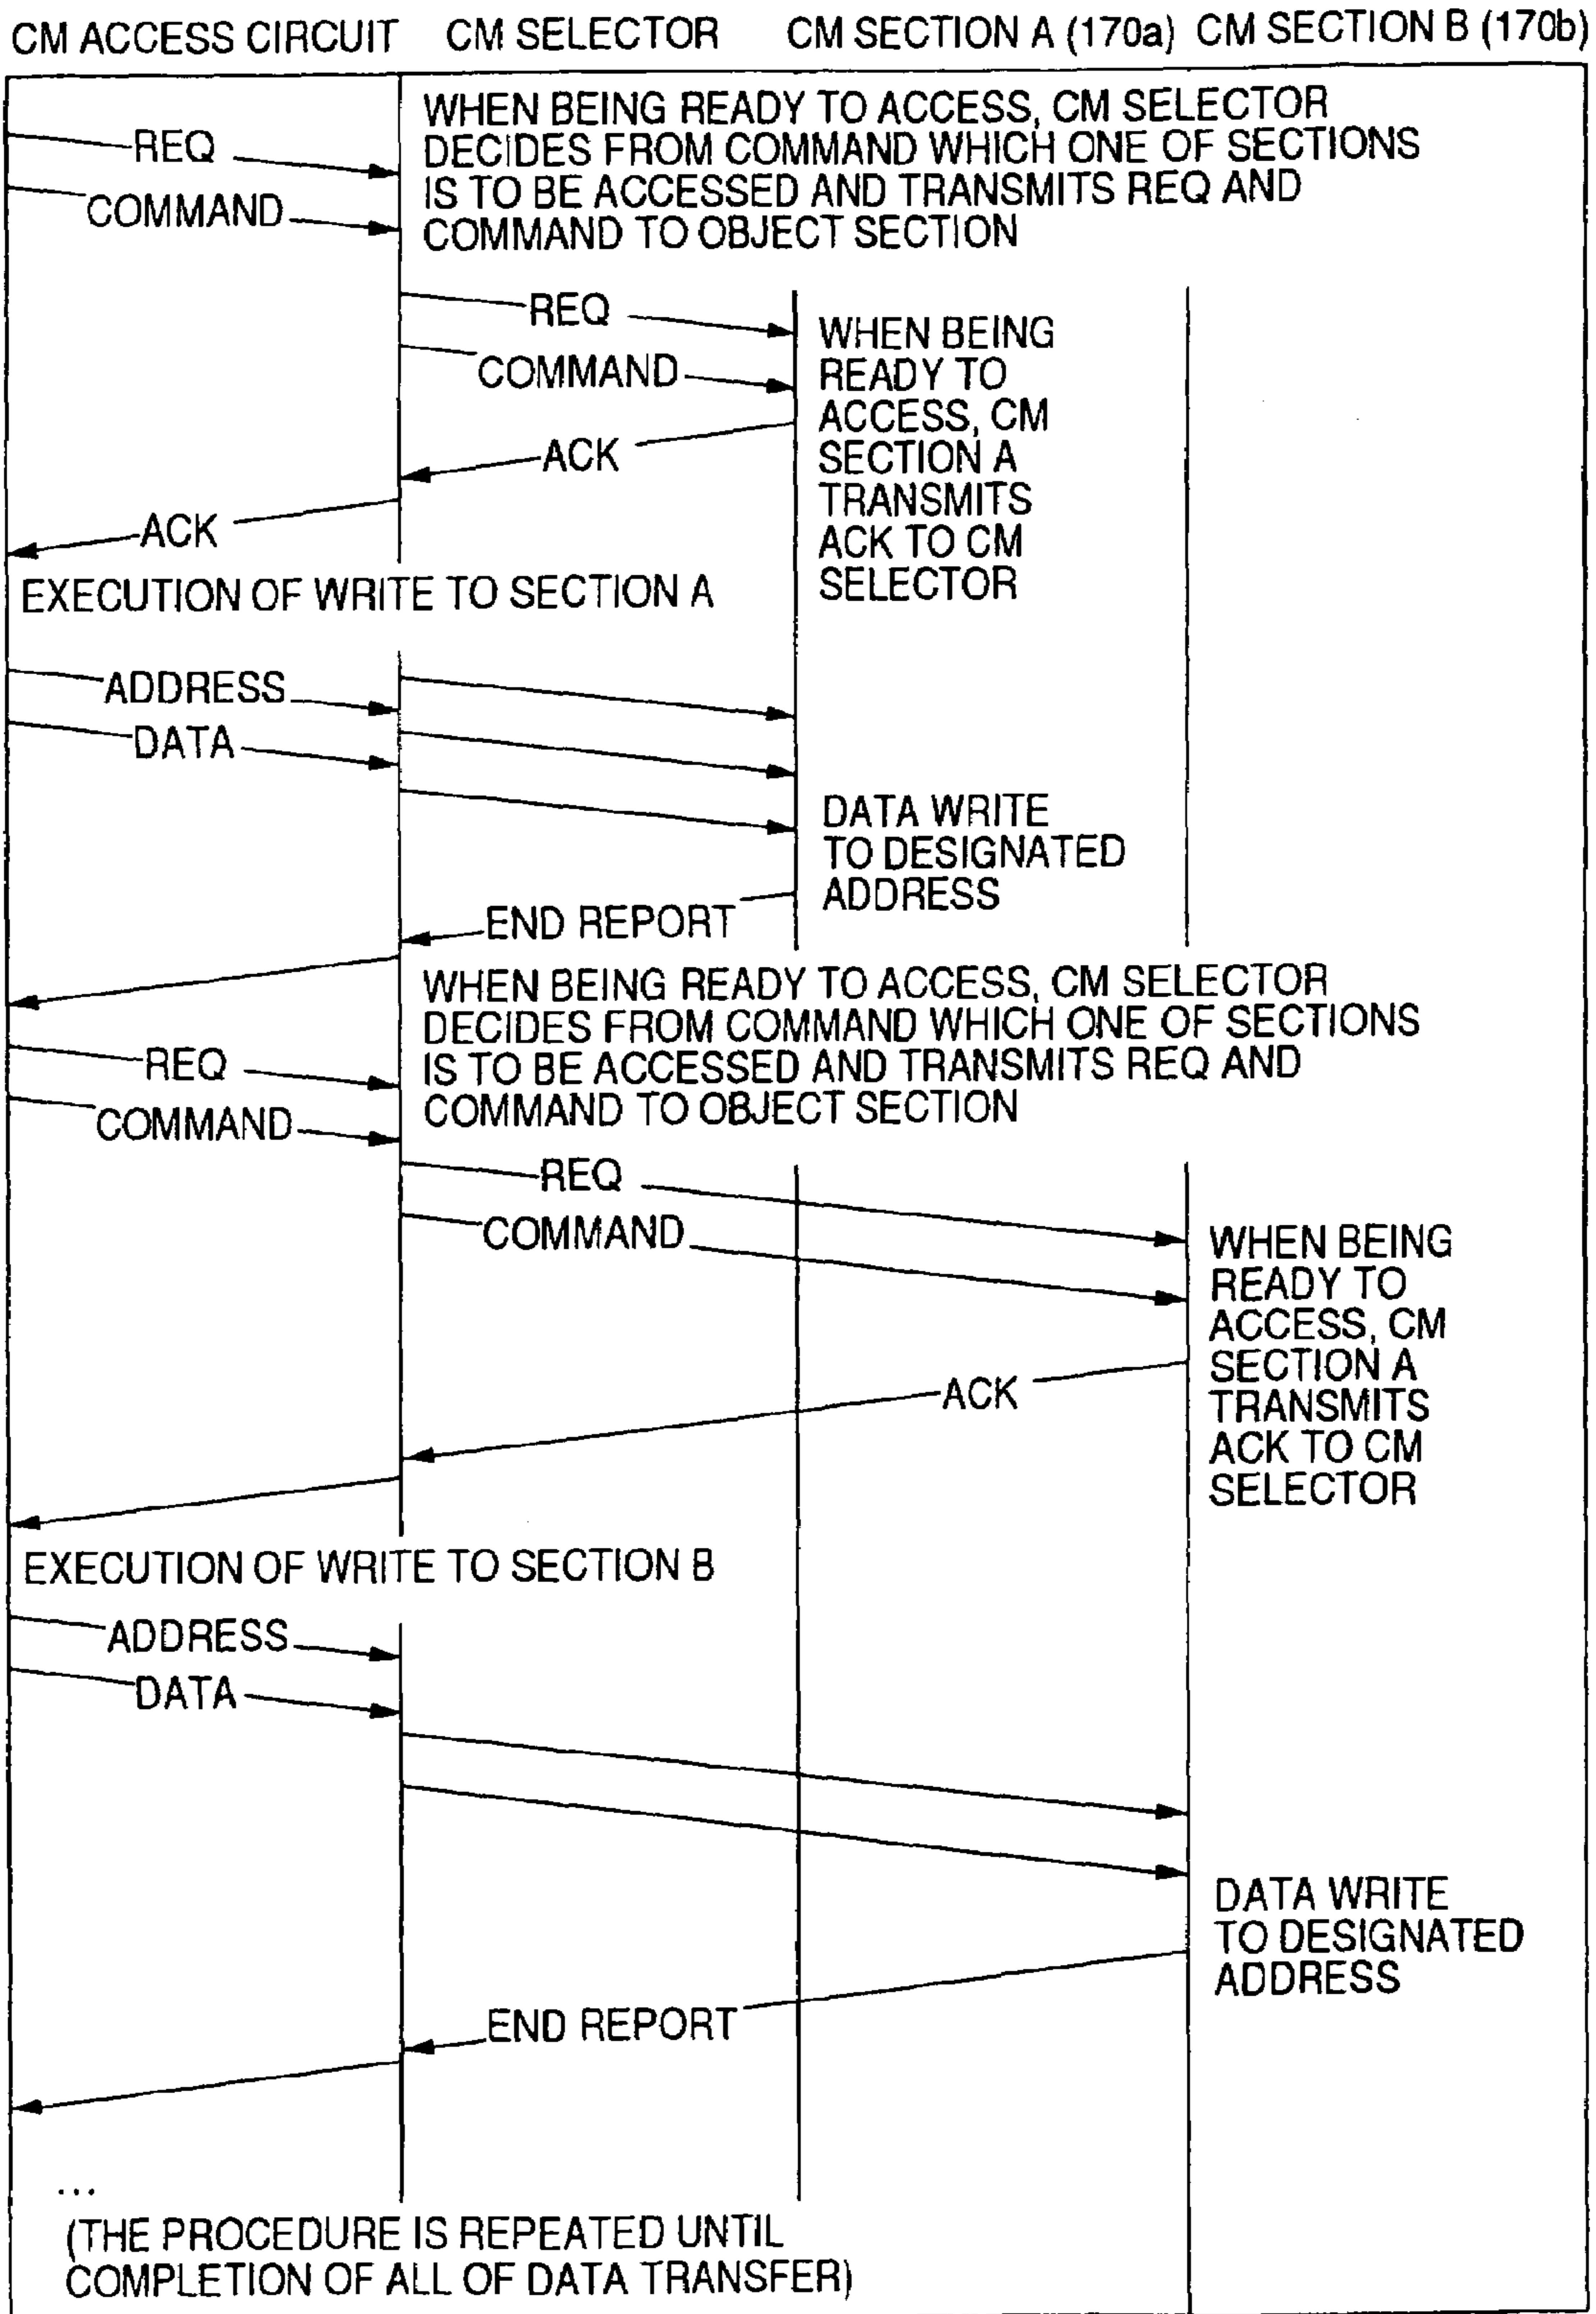 CM ACCESS CIRCUIT CM SELECTOR CM SECTION A (170a) CM SECTION B (170b)
WHEN BEING READY TO ACCESS, CM SELECTOR
DECIDES FROM COMMAND WHICH ONE OF SECTIONS
IS TO BE ACCESSED AND TRANSMITS REQ AND
COMMAND TO OBJECT SECTION
REQ
COMMAND
REQ
COMMAND
WHEN BEING
READY TO
ACCESS, CM
SECTION A
TRANSMITS
ACK TO CM
SELECTOR
ACK
ACK
EXECUTION OF WRITE TO SECTION A
ADDRESS
DATA
DATA WRITE
TO DESIGNATED
ADDRESS
END REPORT
WHEN BEING READY TO ACCESS, CM SELECTOR
DECIDES FROM COMMAND WHICH ONE OF SECTIONS
IS TO BE ACCESSED AND TRANSMITS REQ AND
COMMAND TO OBJECT SECTION
REQ
COMMAND
REQ
COMMAND
WHEN BEING
READY TO
ACCESS, CM
SECTION A
TRANSMITS
ACK TO CM
SELECTOR
ACK
EXECUTION OF WRITE TO SECTION B
ADDRESS
DATA
DATA WRITE
TO DESIGNATED
ADDRESS
END REPORT
...
(THE PROCEDURE IS REPEATED UNTIL
COMPLETION OF ALL OF DATA TRANSFER)